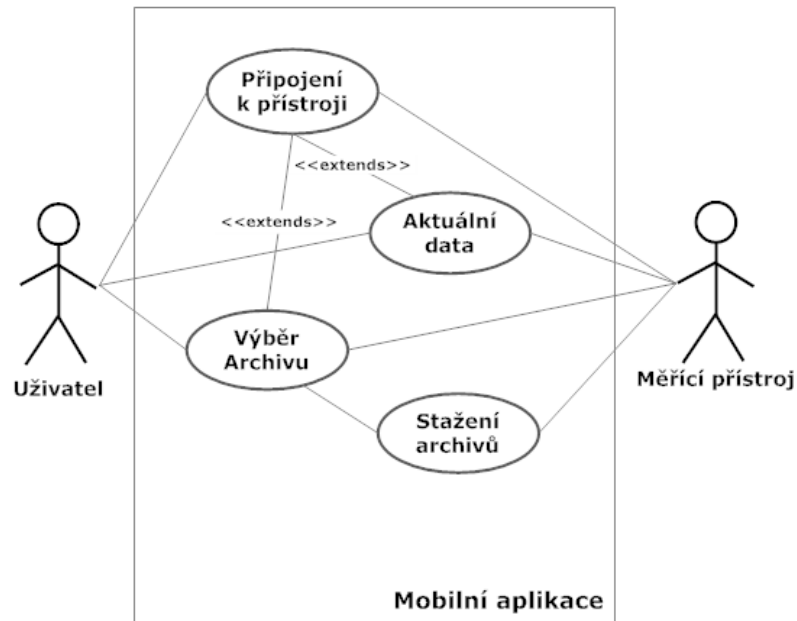 Připojení
k přístroji
<<extends>>
<<extends>>
Aktuální
data
Výběr
Archivu
Uživatel
Měřící přístroj
Stažení
archivů
Mobilní aplikace